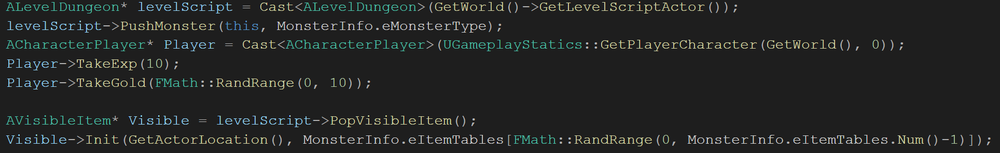 ALevelDungeon* levelScript = Cast<ALevelDungeon>(GetWorld()->GetLevelScriptActor());
levelScript->PushMonster(this, MonsterInfo.eMonsterType);
ACharacterPlayer* Player = Cast<ACharacterPlayer>(UGameplayStatics::GetPlayerCharacter(GetWorld(), 0));
Player->TakeExp(10);
Player->TakeGold(FMath::RandRange(0, 10));
AVisibleItem* Visible = levelScript->PopVisibleItem();
Visible->Init(GetActorLocation(), MonsterInfo.eItemTables[FMath::RandRange(0, MonsterInfo.eItemTables.Num()-1)]);